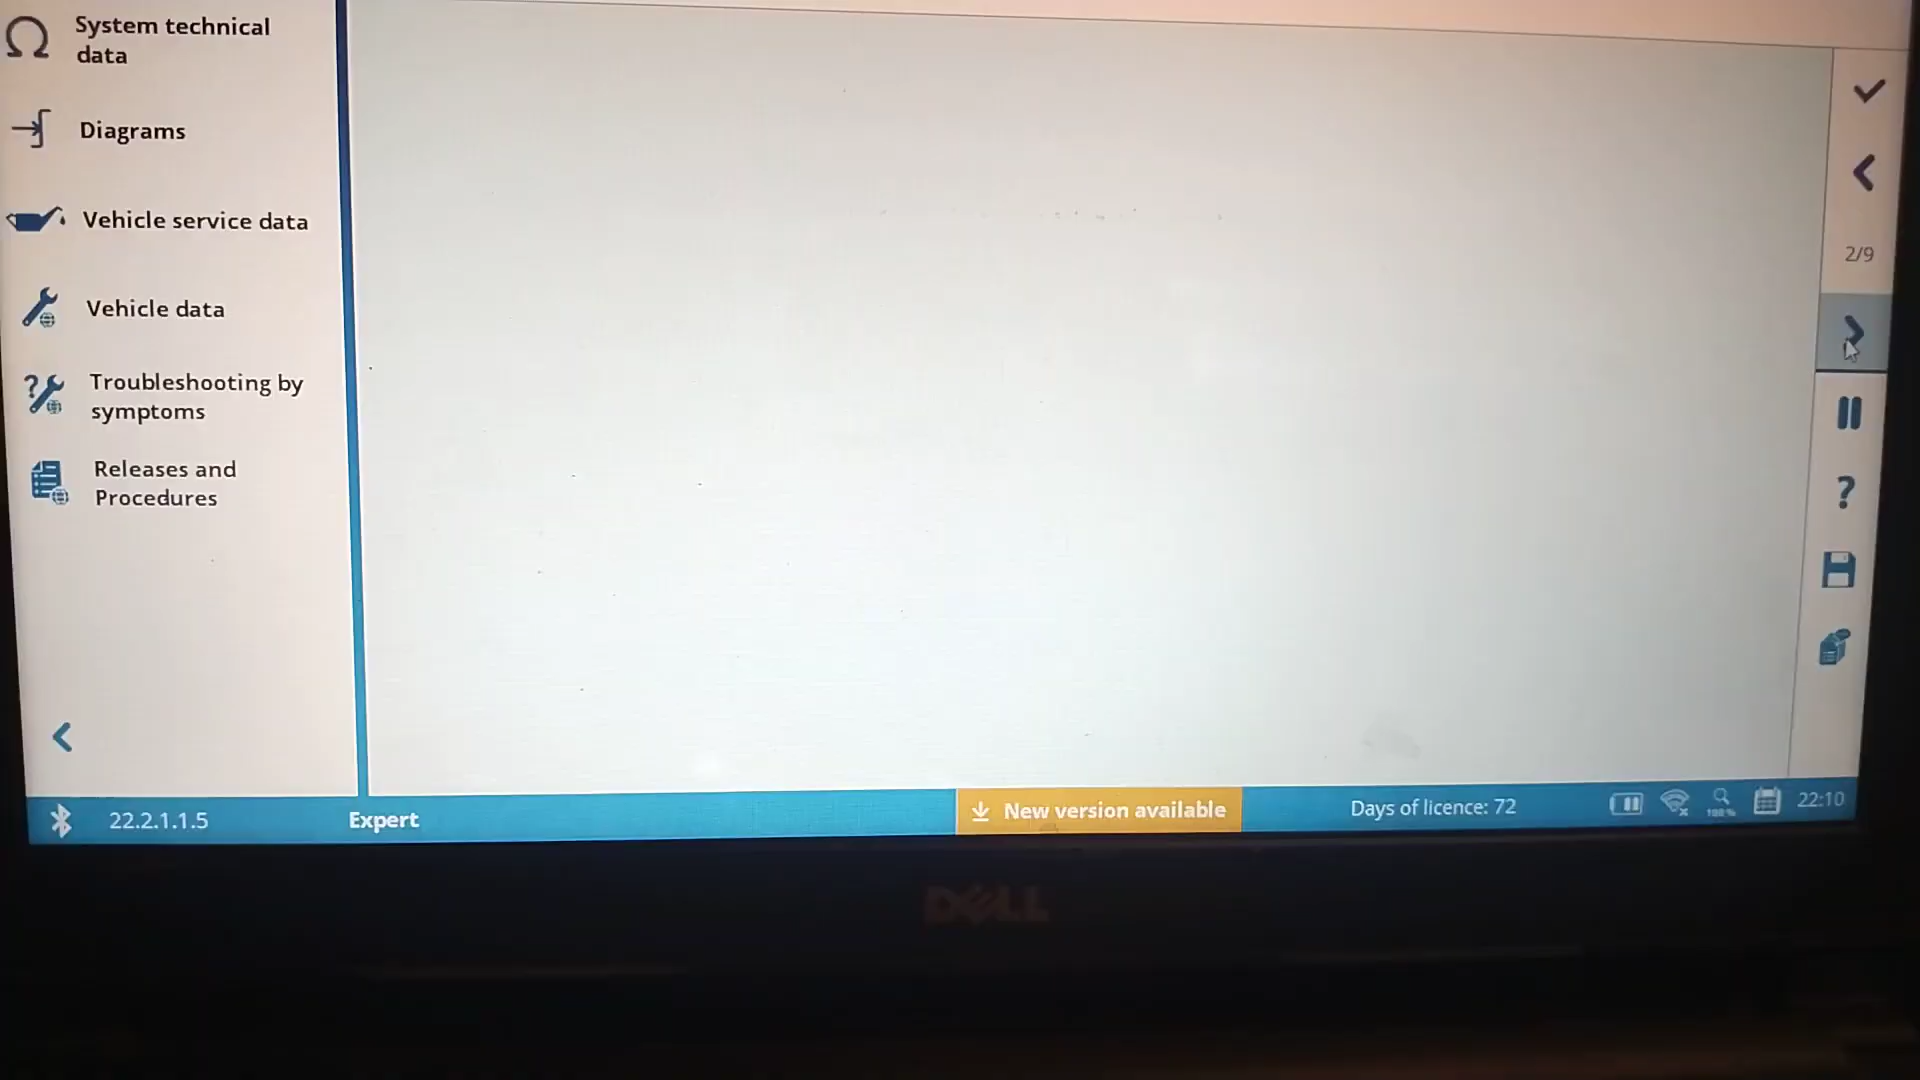 System technical
data
Diagrams
Vehicle service data
Vehicle data
Troubleshooting by
symptoms
Releases and
Procedures
2/9
?
22.2.1.1.5
Expert
New version available
Days of licence: 72
100 %
22:10
DELL